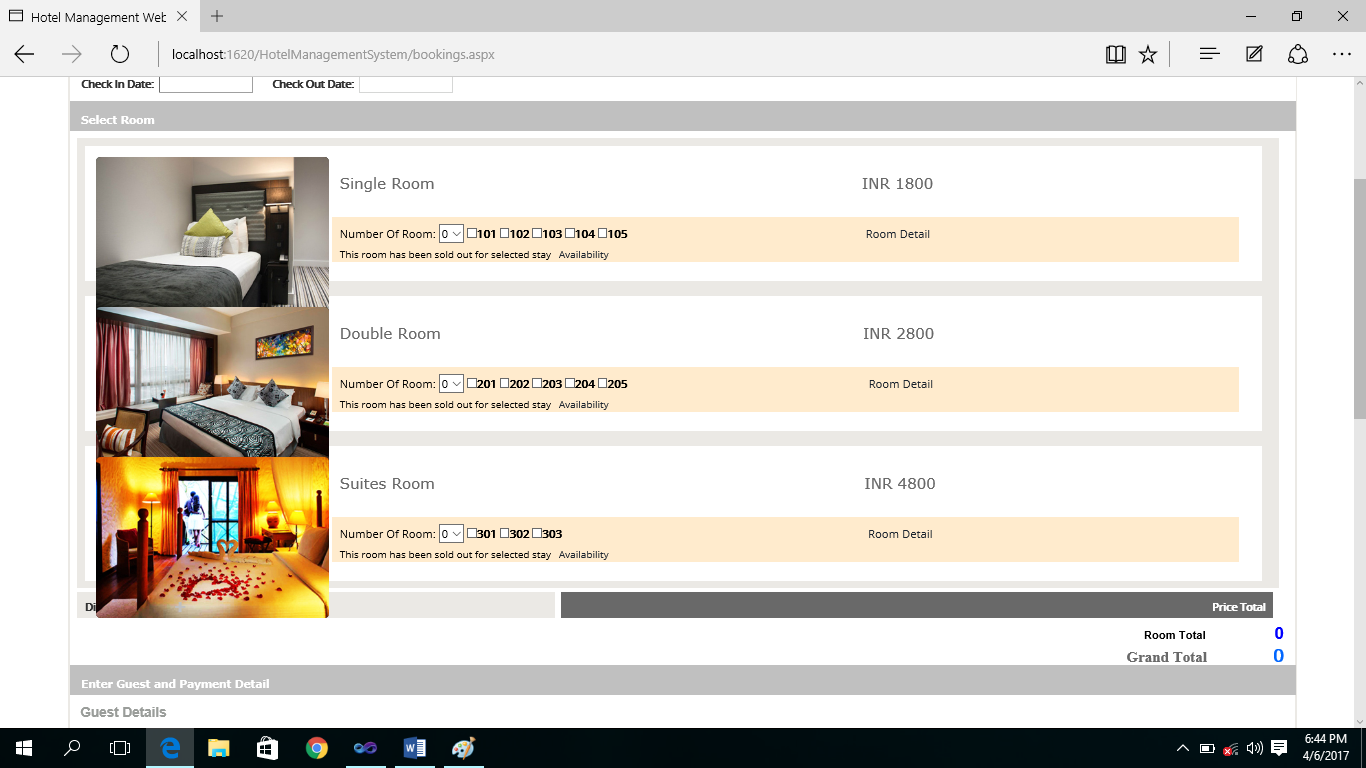 Hotel Management Web
localhost:1620/HotelManagementSystem/bookings.aspx
Check In Date: Check Out Date:
Select Room
Single Room INR 1800
Number Of Room: 0 101 102 103 104 105 Room Detail
This room has been sold out for selected stay Availability
Double Room INR 2800
Number Of Room: 0 201 202 203 204 205 Room Detail
This room has been sold out for selected stay Availability
Suites Room INR 4800
Number Of Room: 0 301 302 303 Room Detail
This room has been sold out for selected stay Availability
Price Total
Room Total 0
Grand Total 0
Enter Guest and Payment Detail
Guest Details
6:44 PM
4/6/2017